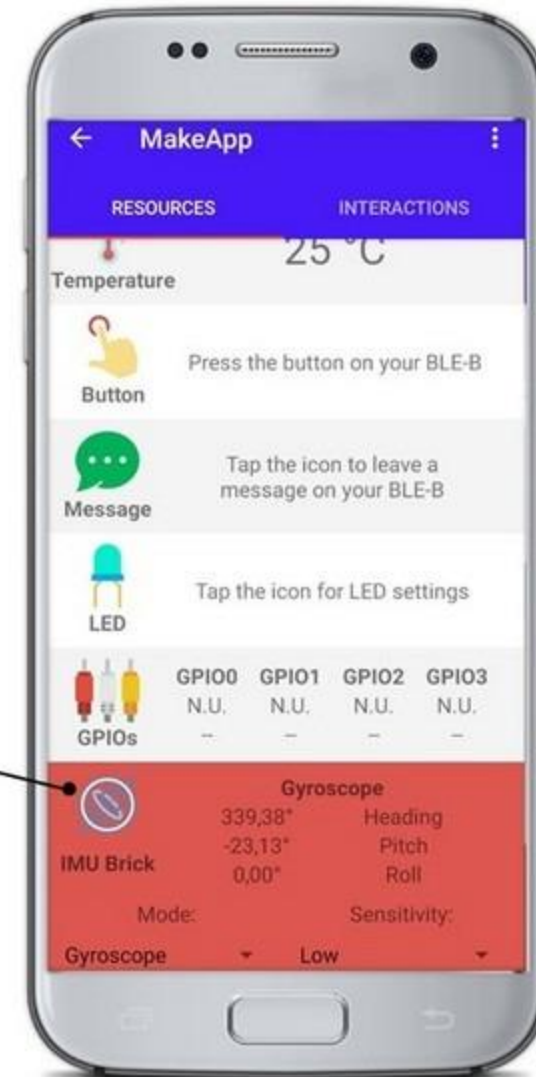 MakeApp
RESOURCES INTERACTIONS
25 °C
Temperature
Press the button on your BLE-B
Button
Tap the icon to leave a
message on your BLE-B
Message
Tap the icon for LED settings
LED
GPIO0 GPIO1 GPIO2 GPIO3
N.U. N.U. N.U. N.U.
-- -- -- --
GPIOs
Gyroscope
339,38° Heading
-23,13° Pitch
IMU Brick
0,00° Roll
Mode: Sensitivity:
Gyroscope Low